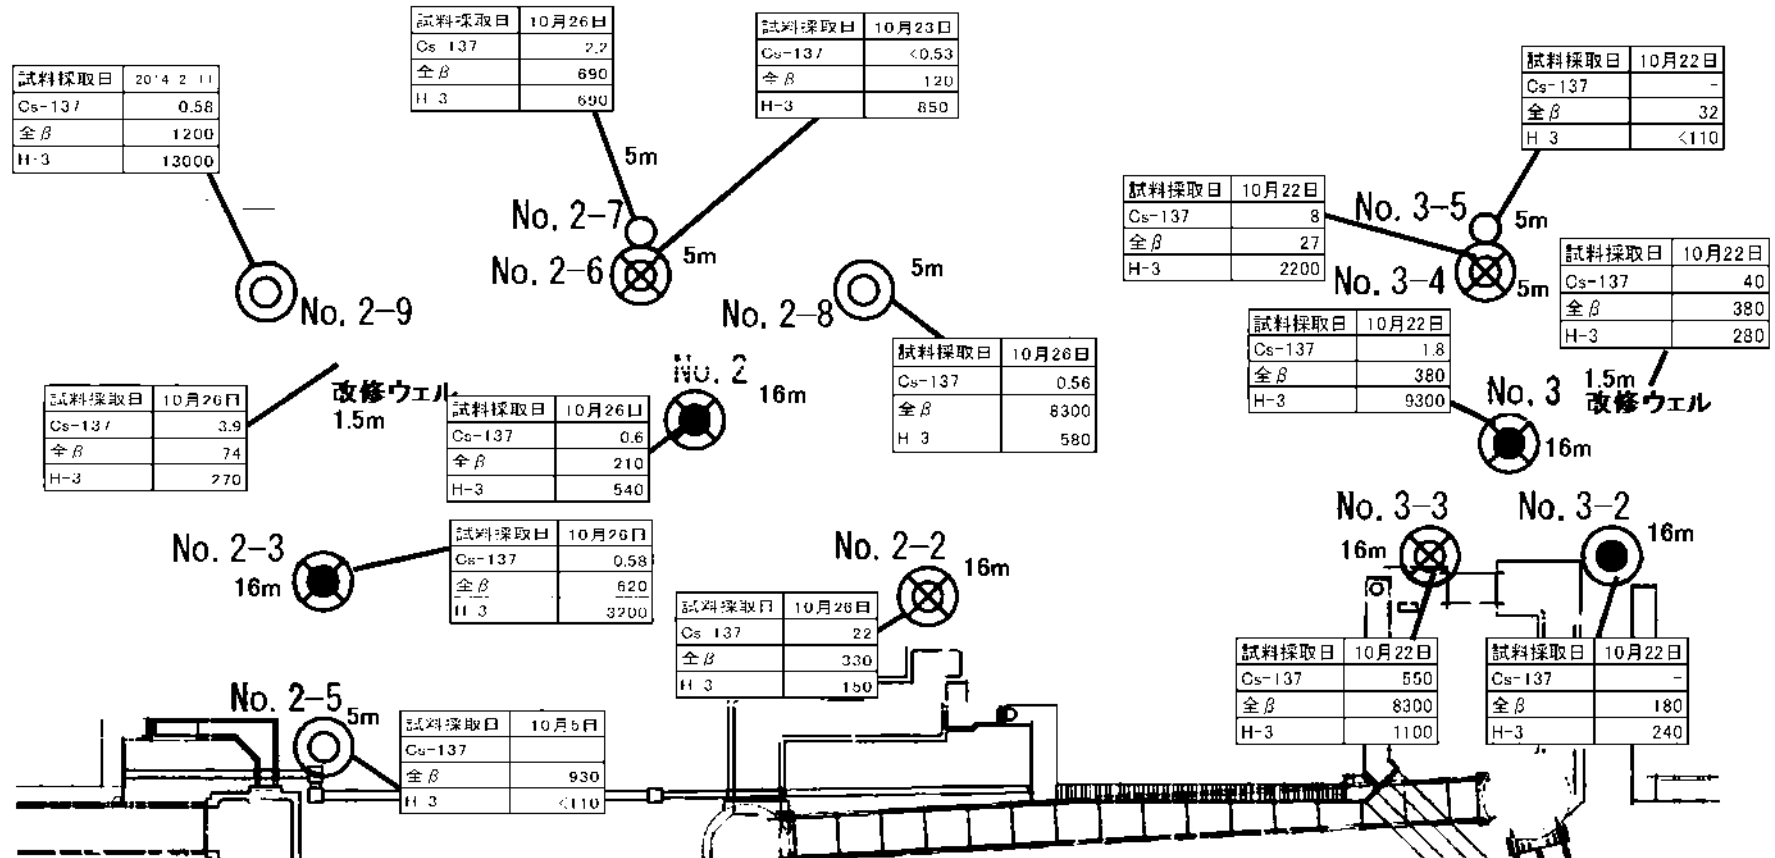 試料採取日 10月26日
Cs-137 2.2
全β 690
H-3 690
試料採取日 10月23日
Cs-137 <0.53
全β 120
H-3 850
試料採取日 10月22日
Cs-137 -
全β 32
H-3 <110
試料採取日 2014 2 11
Cs-137 0.58
全β 1200
H-3 13000
5m
No. 2-7
5m
No. 2-6
試料採取日 10月22日
Cs-137 8
全β 27
H-3 2200
No. 3-5
5m
No. 3-4
5m
試料採取日 10月22日
Cs-137 40
全β 380
H-3 280
No. 2-9
5m
No. 2-8
試料採取日 10月22日
Cs-137 1.8
全β 380
H-3 9300
試料採取日 10月26日
Cs-137 0.56
全β 8300
H-3 580
改修ウェル
1.5m
No. 2
16m
1.5m
改修ウェル
No. 3
16m
試料採取日 10月26日
Cs-137 3.9
全β 74
H-3 270
試料採取日 10月26日
Cs-137 0.6
全β 210
H-3 540
No. 2-3
16m
試料採取日 10月26日
Cs-137 0.58
全β 620
H-3 3200
No. 2-2
16m
No. 3-3
16m
No. 3-2
16m
試料採取日 10月26日
Cs-137 22
全β 330
H-3 150
試料採取日 10月22日
Cs-137 550
全β 8300
H-3 1100
試料採取日 10月22日
Cs-137 -
全β 180
H-3 240
No. 2-5
5m
試料採取日 10月5日
Cs-137
全β 930
H-3 <110